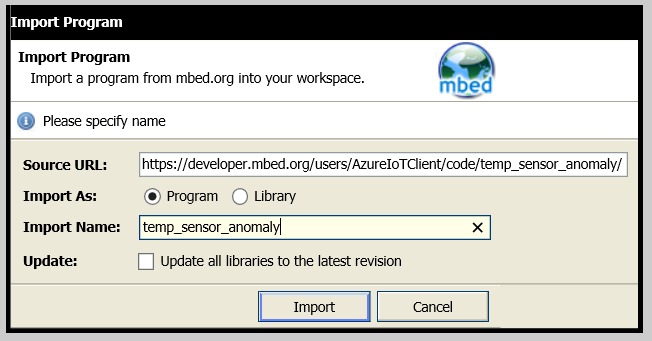 Import Program
Import Program
Import a program from mbed.org into your workspace.
mbed
Please specify name
Source URL: https://developer.mbed.org/users/AzureIoTClient/code/temp_sensor_anomaly/
Import As: Program Library
Import Name: temp_sensor_anomaly
Update: Update all libraries to the latest revision
Import Cancel